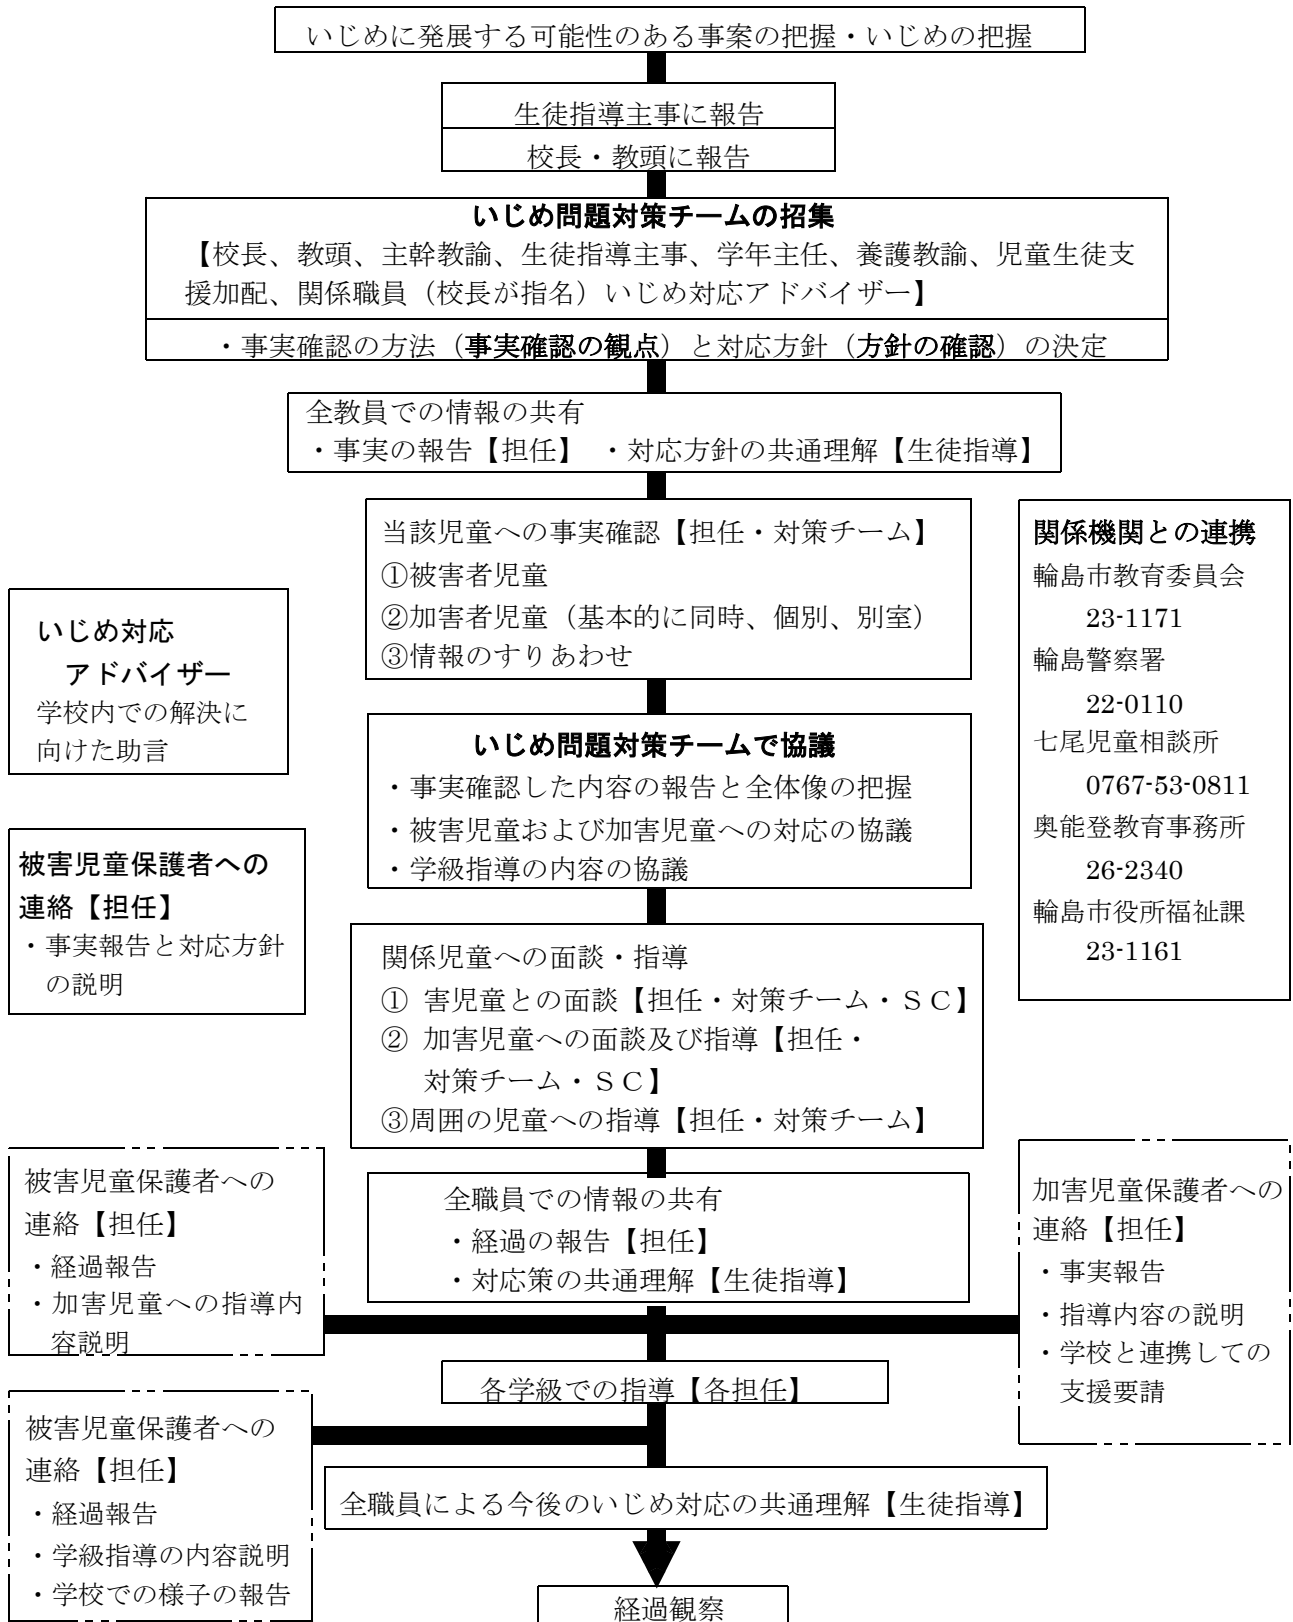 いじめに発展する可能性のある事案の把握・いじめの把握
生徒指導主事に報告
校長・教頭に報告
いじめ問題対策チームの招集
【校長、教頭、主幹教諭、生徒指導主事、学年主任、養護教諭、児童生徒支
援加配、関係職員（校長が指名）いじめ対応アドバイザー】
・事実確認の方法（事実確認の観点）と対応方針（方針の確認）の決定
全教員での情報の共有
・事実の報告【担任】 ・対応方針の共通理解【生徒指導】
当該児童への事実確認【担任・対策チーム】
①被害者児童
②加害者児童（基本的に同時、個別、別室）
③情報のすりあわせ
関係機関との連携
輪島市教育委員会
23-1171
輪島警察署
22-0110
七尾児童相談所
0767-53-0811
奥能登教育事務所
26-2340
輪島市役所福祉課
23-1161
いじめ対応
アドバイザー
学校内での解決に
向けた助言
いじめ問題対策チームで協議
・事実確認した内容の報告と全体像の把握
・被害児童および加害児童への対応の協議
・学級指導の内容の協議
被害児童保護者への
連絡【担任】
・事実報告と対応方針
の説明
関係児童への面談・指導
① 害児童との面談【担任・対策チーム・ＳＣ】
② 加害児童への面談及び指導【担任・
対策チーム・ＳＣ】
③周囲の児童への指導【担任・対策チーム】
被害児童保護者への
連絡【担任】
・経過報告
・加害児童への指導内
容説明
全職員での情報の共有
・経過の報告【担任】
・対応策の共通理解【生徒指導】
加害児童保護者への
連絡【担任】
・事実報告
・指導内容の説明
・学校と連携しての
支援要請
各学級での指導【各担任】
被害児童保護者への
連絡【担任】
・経過報告
・学級指導の内容説明
・学校での様子の報告
全職員による今後のいじめ対応の共通理解【生徒指導】
経過観察